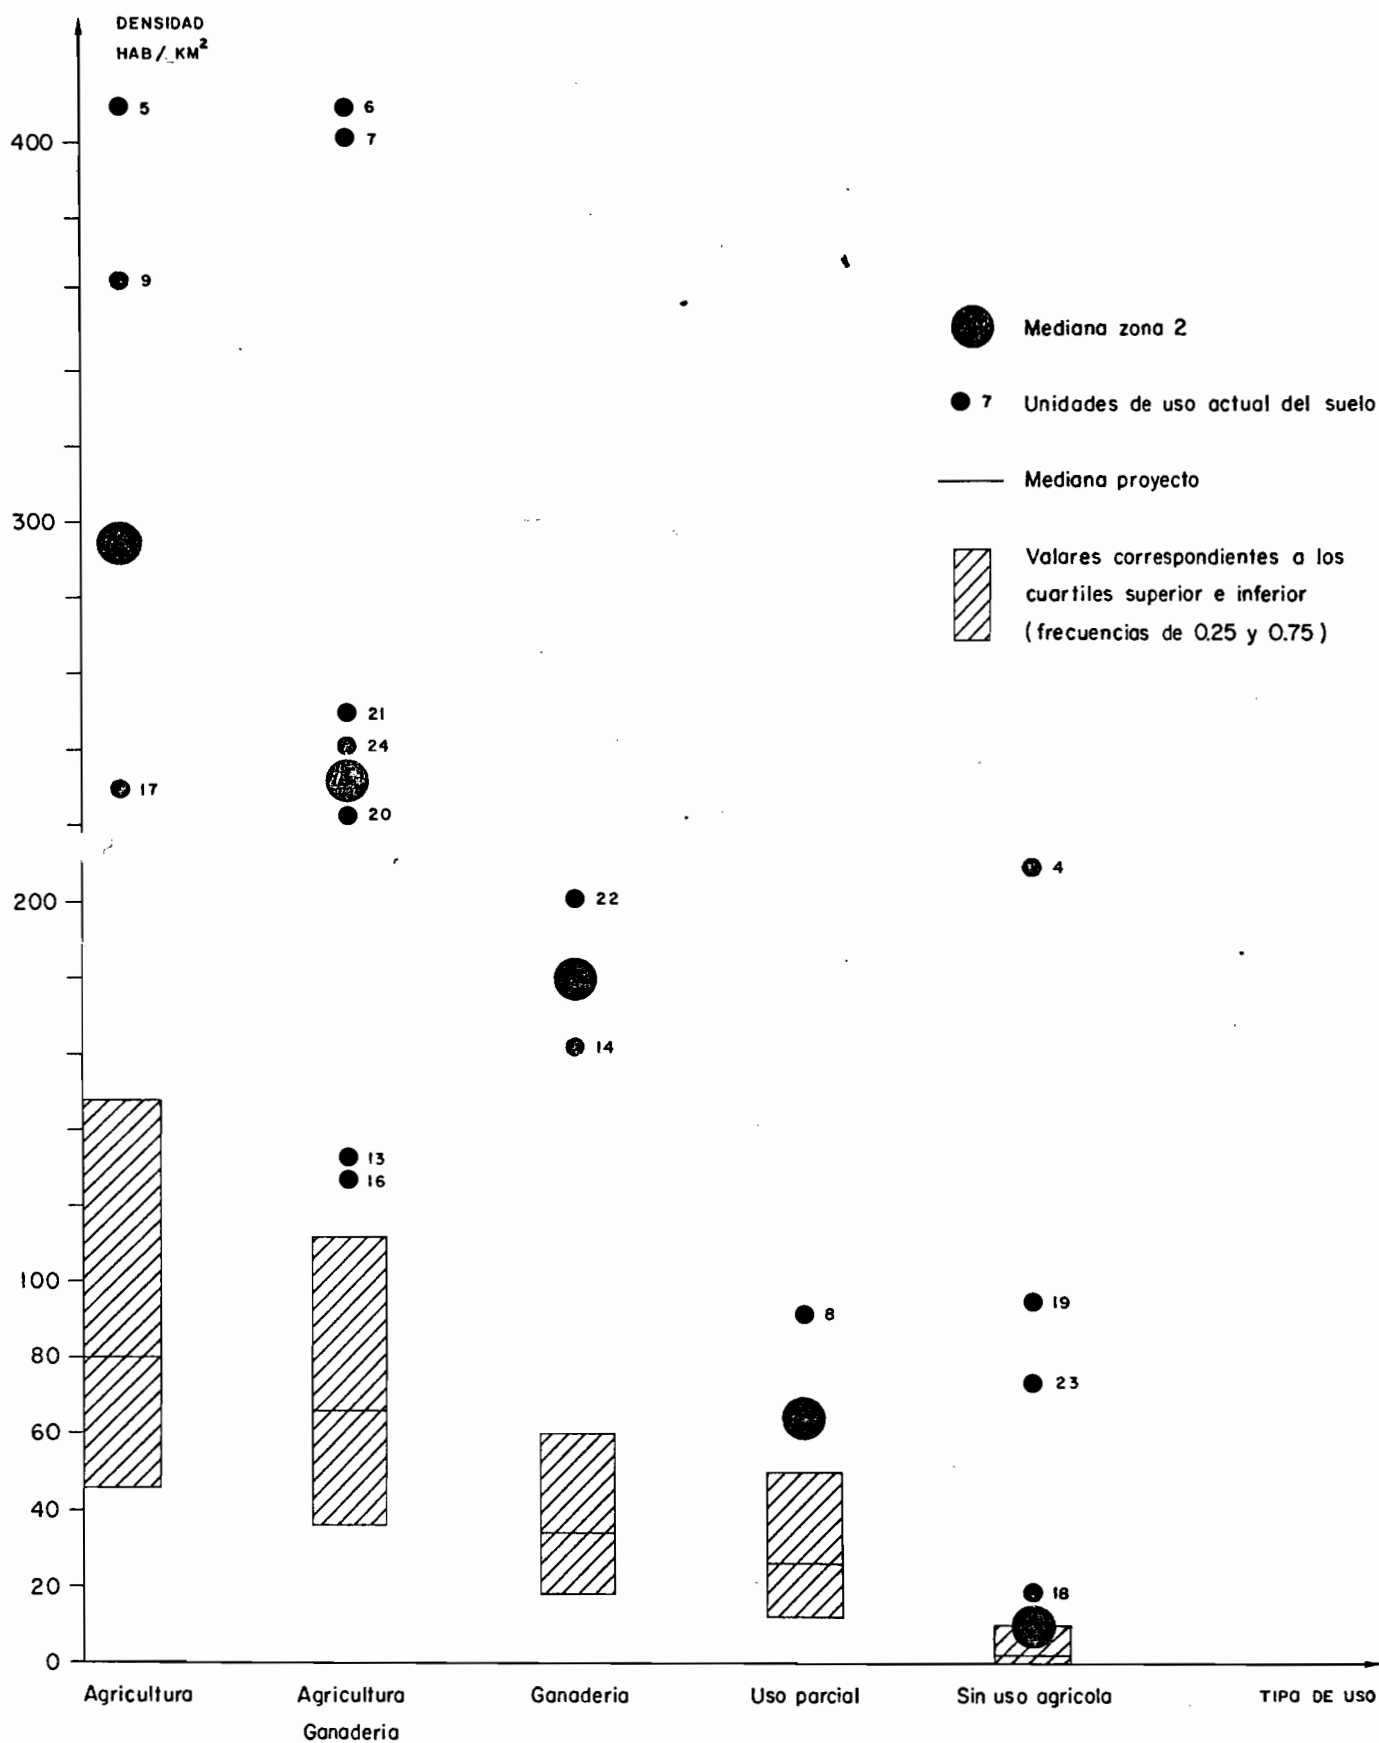 DENSIDAD
HAB/ KM²
5
6
7
400
9
Mediana zona 2
7 Unidades de uso actual del suelo
Mediana proyecto
300
Valares correspondientes a los
cuartiles superior e inferior
(frecuencias de 0.25 y 0.75)
21
24
17
20
4
200
22
14
13
16
100
19
8
80
23
60
40
20
18
0
Agricultura
Agricultura
Ganaderia
Ganaderia
Uso parcial
Sin uso agricola
TIPO DE USO